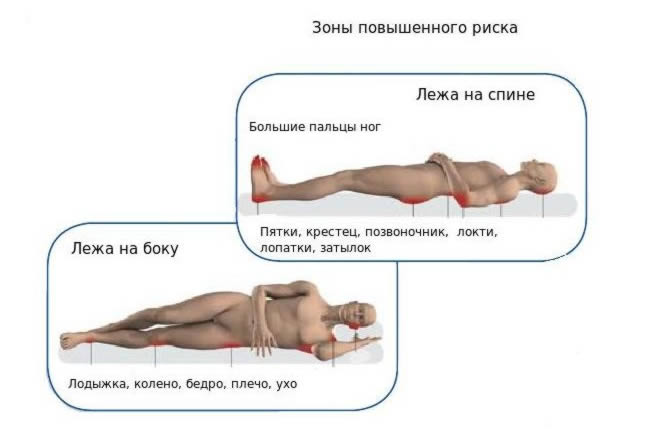 Зоны повышенного риска
Лежа на спине
Большие пальцы ног
Пятки, крестец, позвоночник, локти,
лопатки, затылок
Лежа на боку
Лодыжка, колено, бедро, плечо, ухо